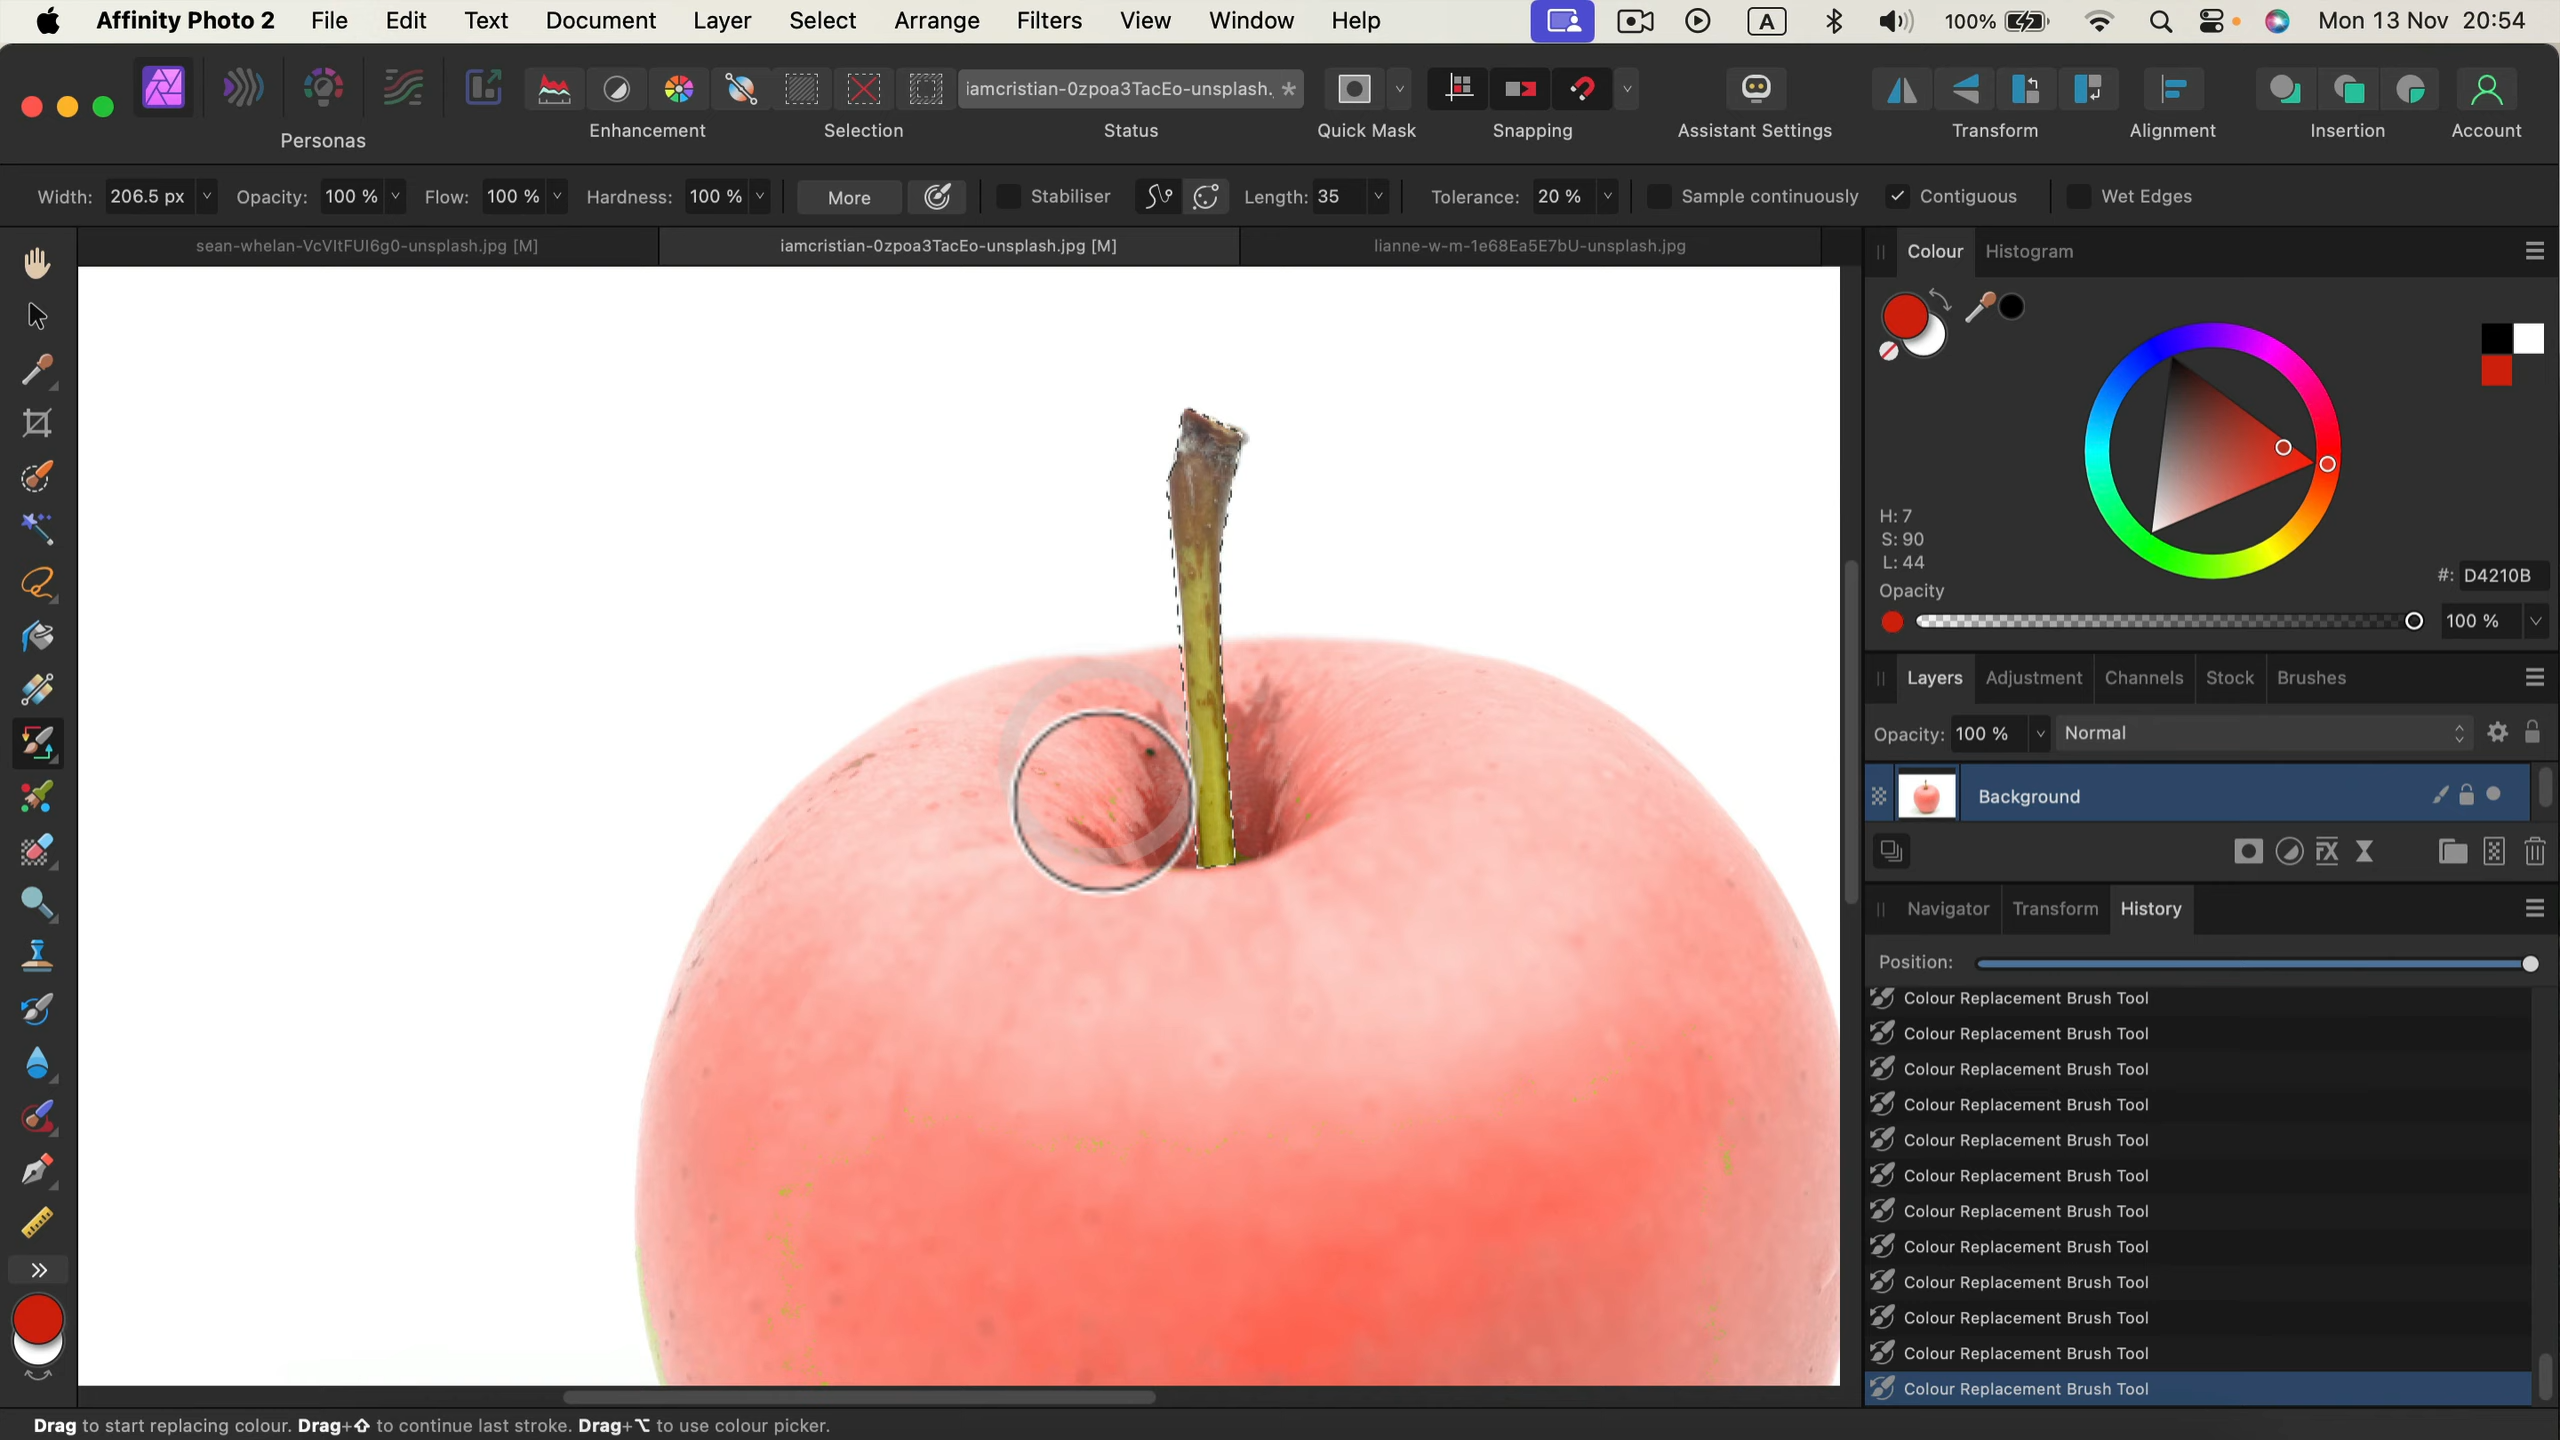 Affinity Photo 2 File Edit Text Document Layer Select Arrange Filters View Window Help A 100% Mon 13 Nov 20:54
iamcristian-0zpoa3TacEo-unsplash. *
Personas Enhancement Selection Status Quick Mask Snapping Assistant Settings Transform Alignment Insertion Account
Width: 206.5 px Opacity: 100 % Flow: 100 % Hardness: 100 % More Stabiliser Length: 35 Tolerance: 20 % Sample continuously Contiguous Wet Edges
sean-whelan-VcVItFUI6g0-unsplash.jpg [M] iamcristian-0zpoa3TacEo-unsplash.jpg [M] lianne-w-m-1e68Ea5E7bU-unsplash.jpg
Colour Histogram
H: 7
S: 90
L: 44
#: D4210B
Opacity
100 %
Layers Adjustment Channels Stock Brushes
Opacity: 100 % Normal
Background
FX
Navigator Transform History
Position:
Colour Replacement Brush Tool
Colour Replacement Brush Tool
Colour Replacement Brush Tool
Colour Replacement Brush Tool
Colour Replacement Brush Tool
Colour Replacement Brush Tool
Colour Replacement Brush Tool
Colour Replacement Brush Tool
Colour Replacement Brush Tool
Colour Replacement Brush Tool
Colour Replacement Brush Tool
Colour Replacement Brush Tool
Drag to start replacing colour. Drag+⇧ to continue last stroke. Drag+⌥ to use colour picker.